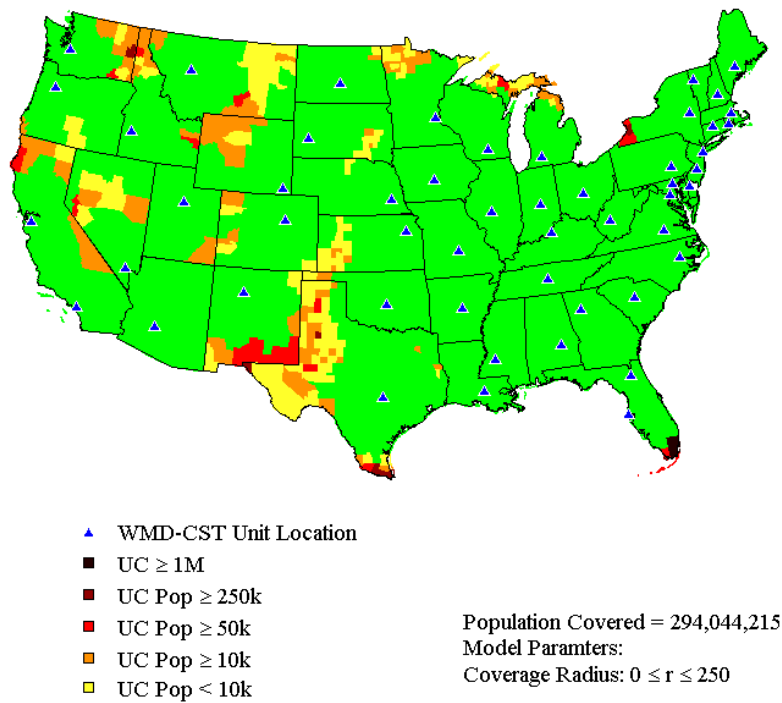 WMD-CST Unit Location
UC ≥ 1M
UC Pop ≥ 250k
UC Pop ≥ 50k
UC Pop ≥ 10k
UC Pop < 10k
Population Covered = 294,044,215
Model Paramters:
Coverage Radius: 0 ≤ r ≤ 250